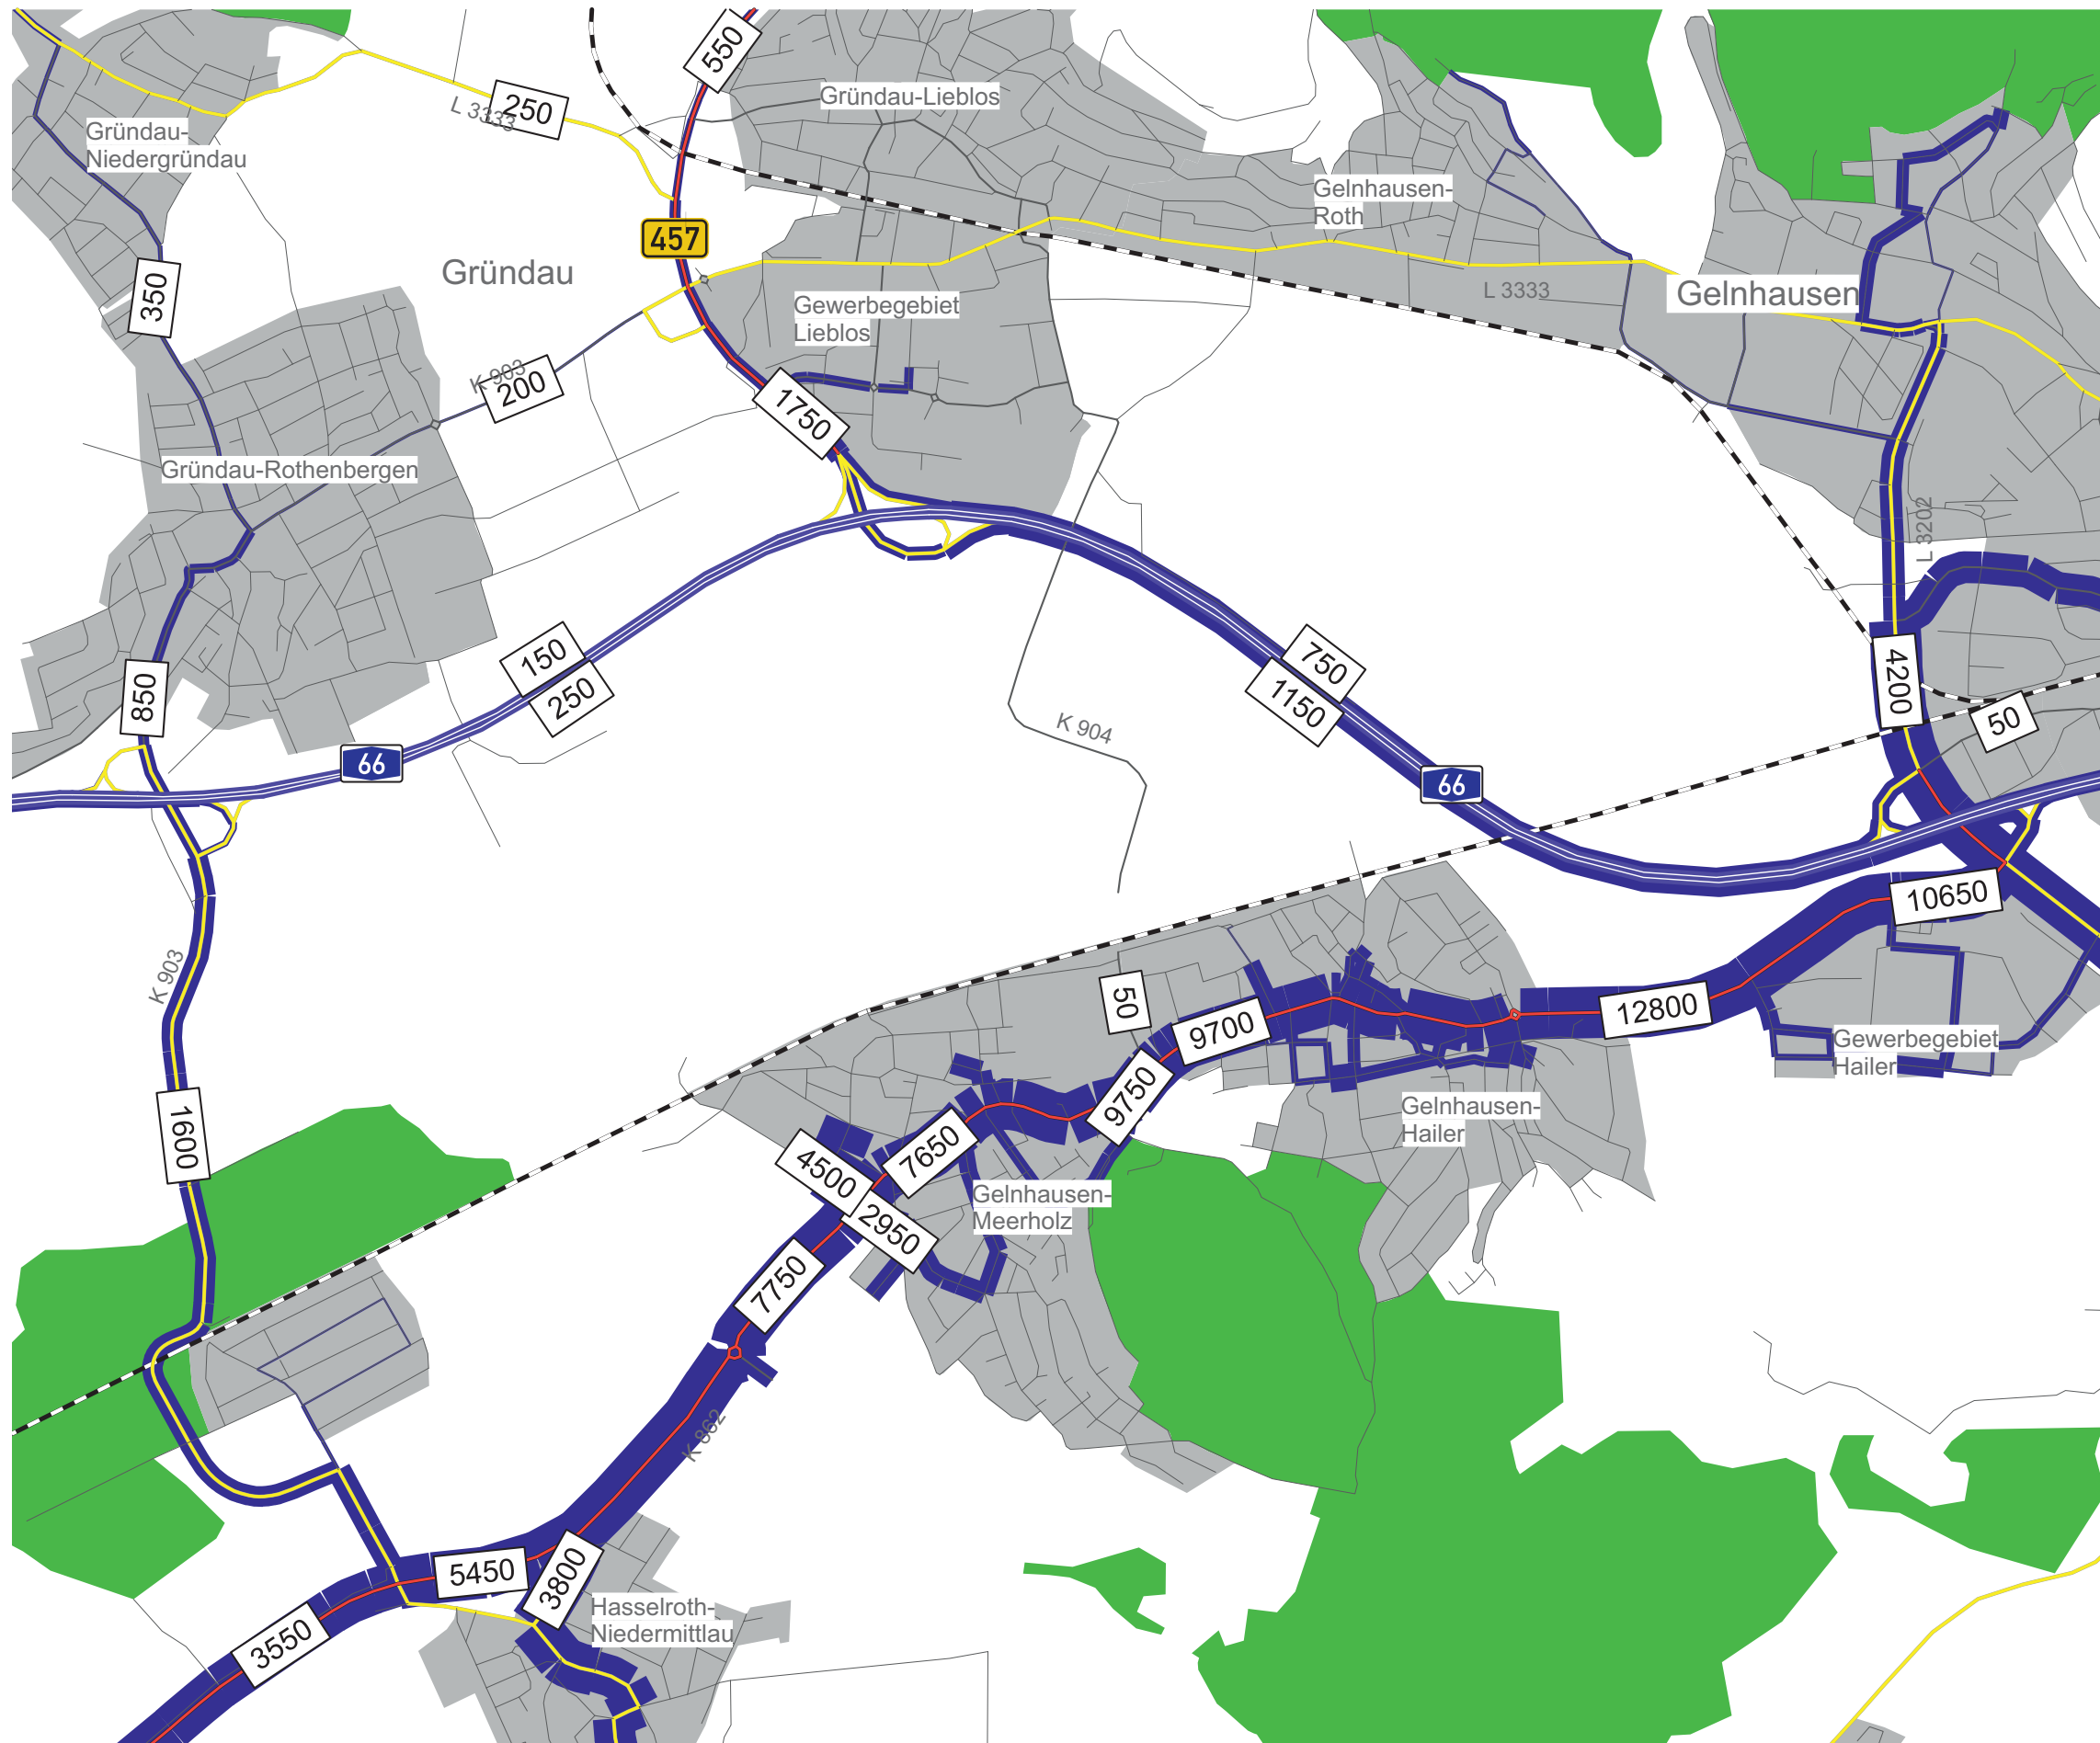 550
Gründau-Lieblos
250
L 3333
Gründau-
Niedergründau
Gelnhausen-
Roth
457
Gründau
350
Gewerbegebiet
Lieblos
L 3333
Gelnhausen
K 903
200
1750
Gründau-Rothenbergen
L 3202
150
250
850
750
1150
4200
50
K 904
66
66
10650
K 903
50
9700
12800
Gewerbegebiet
Hailer
9750
Gelnhausen-
Hailer
1600
7650
4500
2950
Gelnhausen-
Meerholz
7750
K 862
5450
3800
Hasselroth-
Niedermittlau
3550